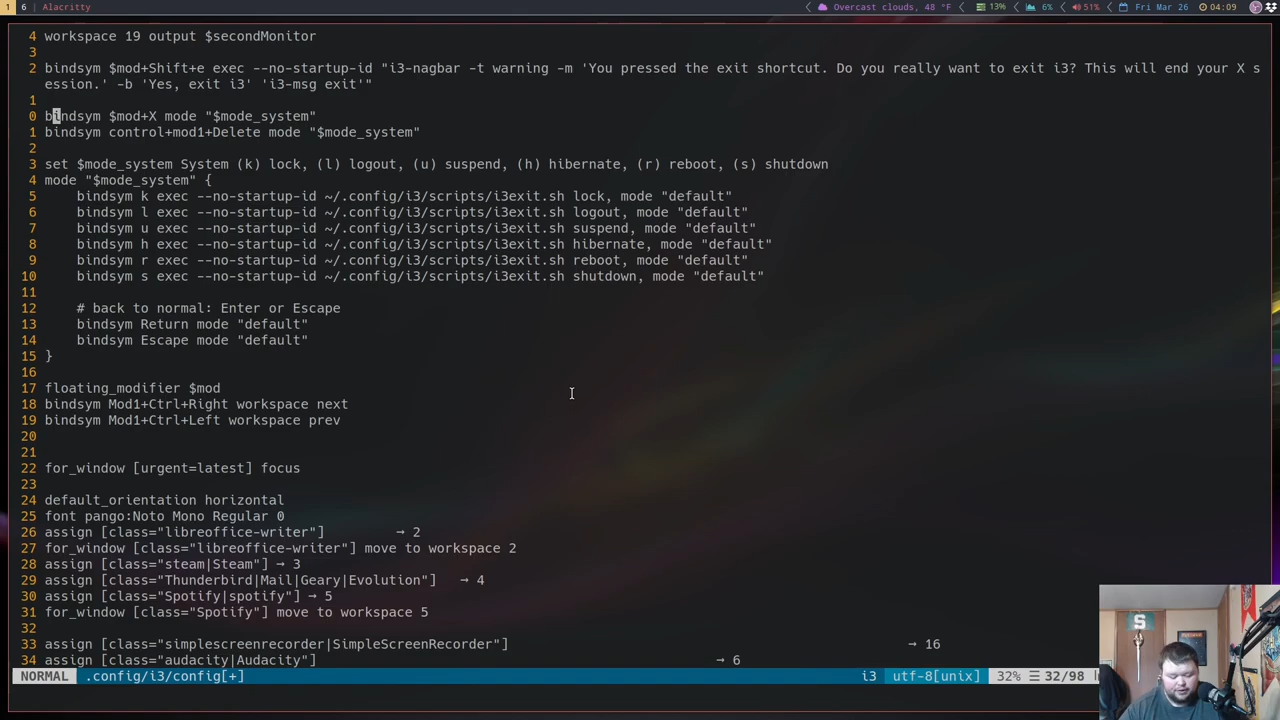 1 6 Alacritty Overcast clouds, 48 °F 13% 6% 51% Fri Mar 26 04:09
4 workspace 19 output $secondMonitor
3
2 bindsym $mod+Shift+e exec --no-startup-id "i3-nagbar -t warning -m 'You pressed the exit shortcut. Do you really want to exit i3? This will end your X s
ession.' -b 'Yes, exit i3' 'i3-msg exit'"
1
0 bindsym $mod+X mode "$mode_system"
1 bindsym control+mod1+Delete mode "$mode_system"
2
3 set $mode_system System (k) lock, (l) logout, (u) suspend, (h) hibernate, (r) reboot, (s) shutdown
4 mode "$mode_system" {
5 bindsym k exec --no-startup-id ~/.config/i3/scripts/i3exit.sh lock, mode "default"
6 bindsym l exec --no-startup-id ~/.config/i3/scripts/i3exit.sh logout, mode "default"
7 bindsym u exec --no-startup-id ~/.config/i3/scripts/i3exit.sh suspend, mode "default"
8 bindsym h exec --no-startup-id ~/.config/i3/scripts/i3exit.sh hibernate, mode "default"
9 bindsym r exec --no-startup-id ~/.config/i3/scripts/i3exit.sh reboot, mode "default"
10 bindsym s exec --no-startup-id ~/.config/i3/scripts/i3exit.sh shutdown, mode "default"
11
12 # back to normal: Enter or Escape
13 bindsym Return mode "default"
14 bindsym Escape mode "default"
15 }
16
17 floating_modifier $mod
18 bindsym Mod1+Ctrl+Right workspace next
19 bindsym Mod1+Ctrl+Left workspace prev
20
21
22 for_window [urgent=latest] focus
23
24 default_orientation horizontal
25 font pango:Noto Mono Regular 0
26 assign [class="libreoffice-writer"] → 2
27 for_window [class="libreoffice-writer"] move to workspace 2
28 assign [class="steam|Steam"] → 3
29 assign [class="Thunderbird|Mail|Geary|Evolution"] → 4
30 assign [class="Spotify|spotify"] → 5
31 for_window [class="Spotify"] move to workspace 5
32
33 assign [class="simplescreenrecorder|SimpleScreenRecorder"] → 16
34 assign [class="audacity|Audacity"] → 6
NORMAL .config/i3/config[+] i3 utf-8[unix] 32% ☰ 32/98
S